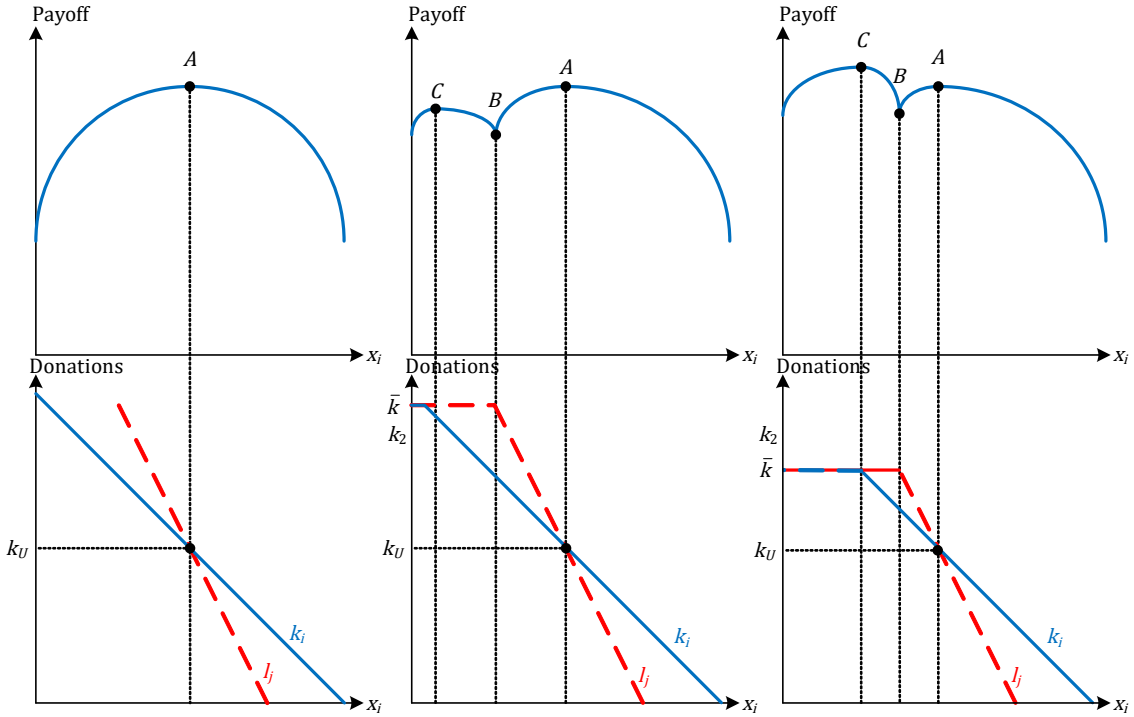 Payoff
A
x_i
Donations
k_U
k_i
l_j
x_i
Payoff
C
B
A
x_i
Donations
k̄
k_2
k_U
k_i
l_j
x_i
Payoff
C
B
A
x_i
k_2
k̄
k_U
k_i
l_j
x_i